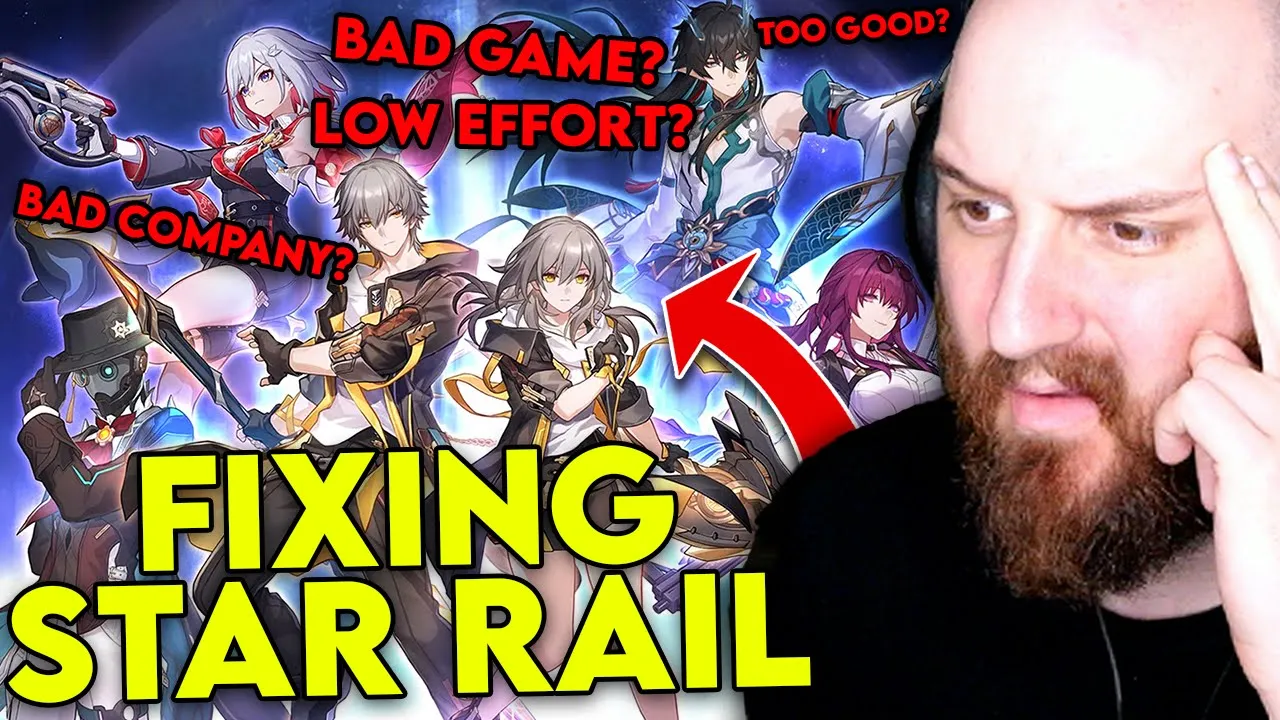 BAD GAME?
LOW EFFORT?
TOO GOOD?
BAD COMPANY?
FIXING
STAR RAIL